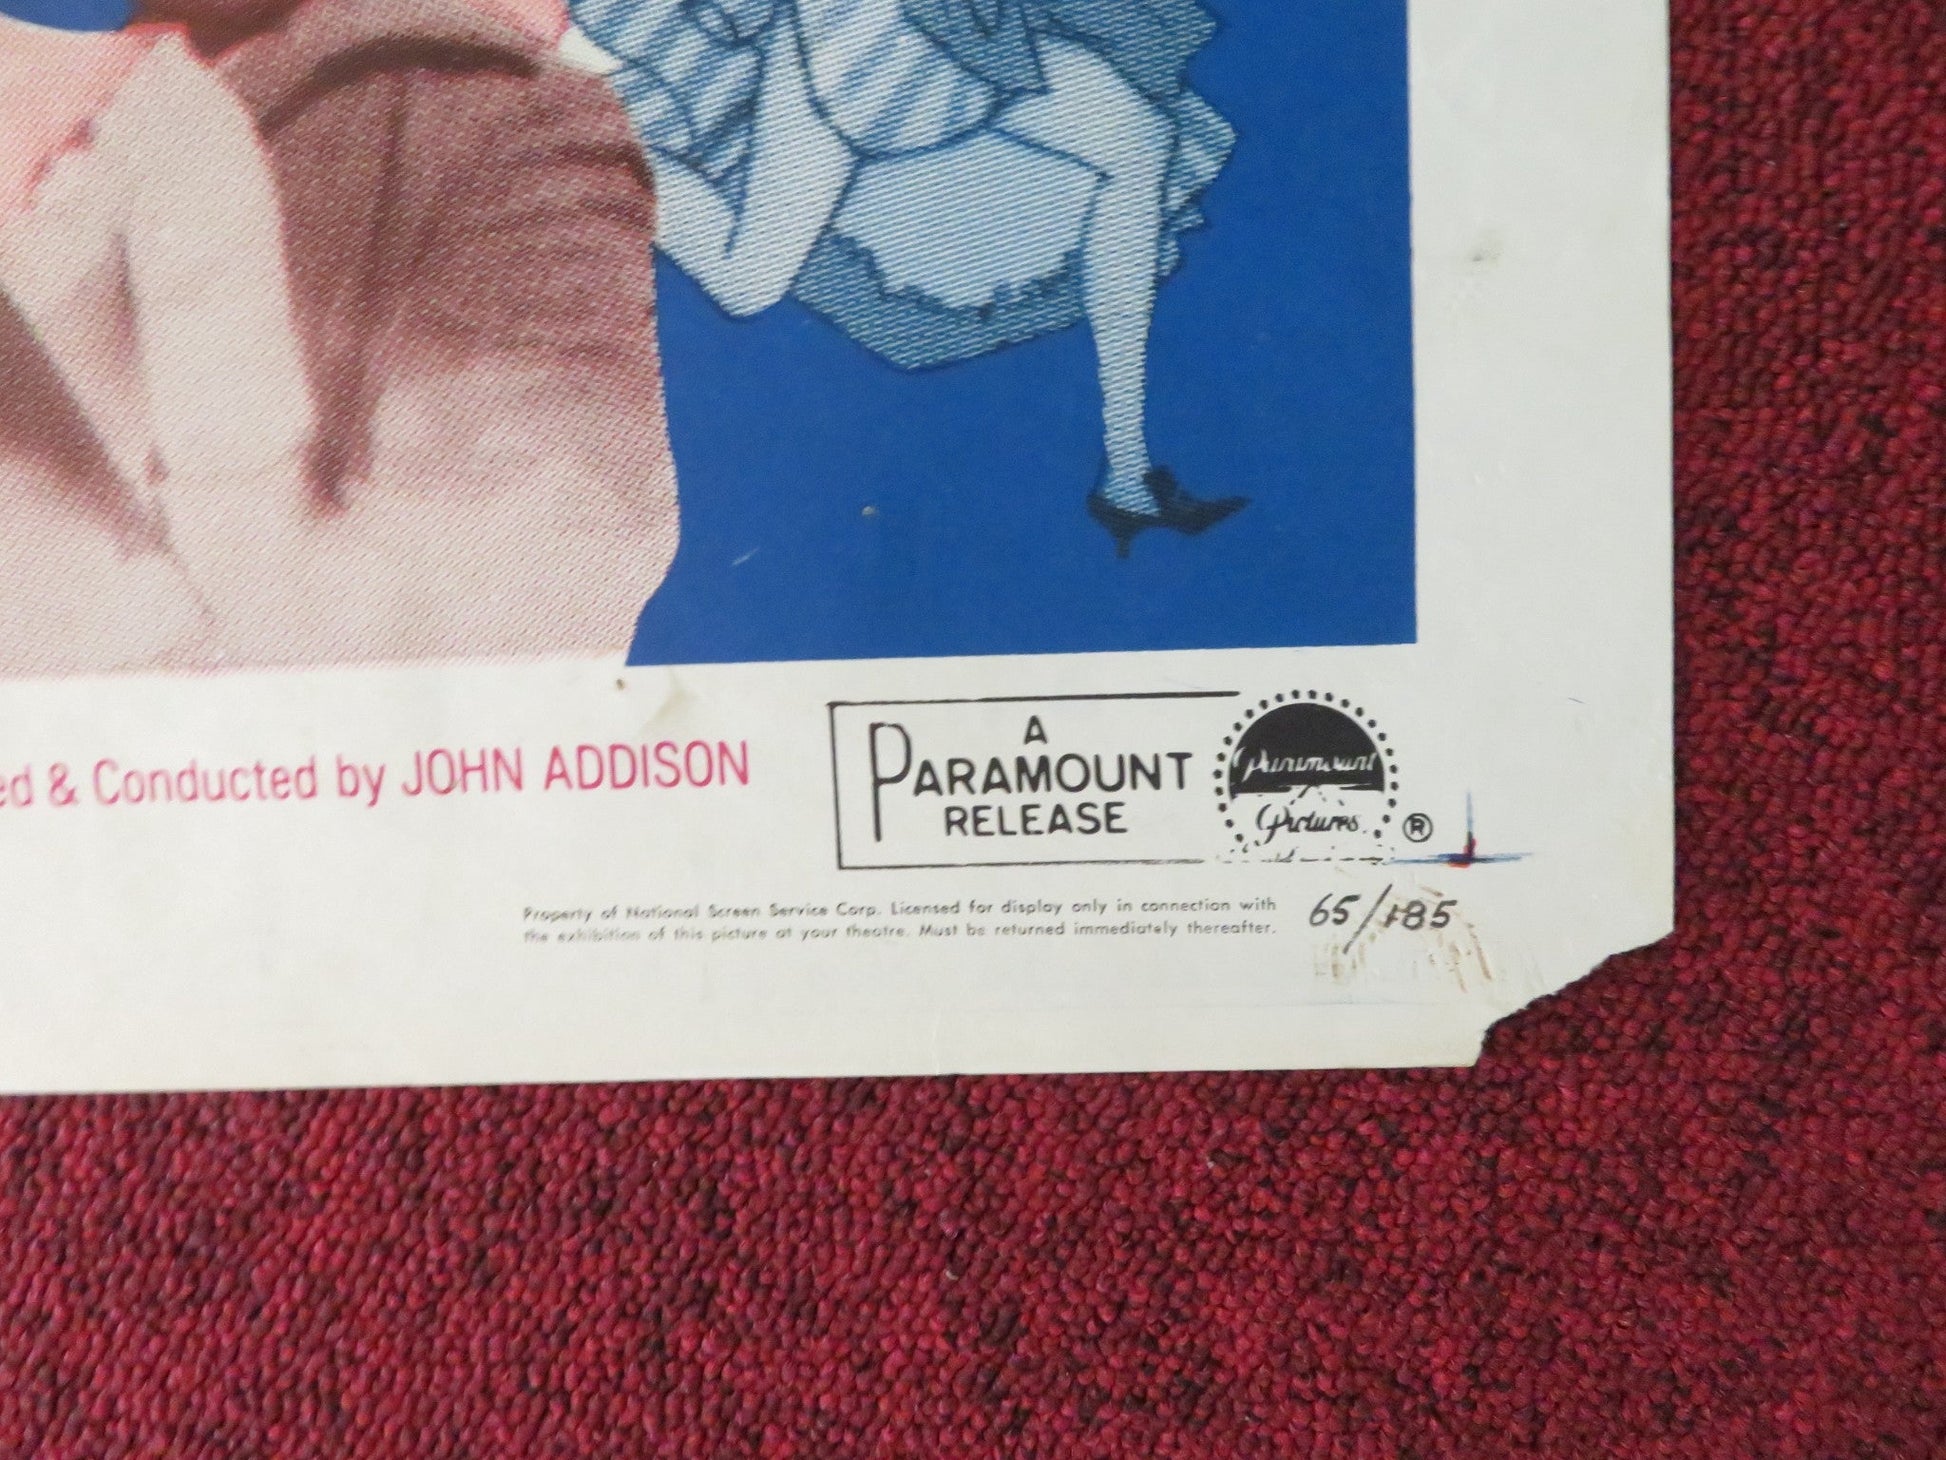 ed & Conducted by JOHN ADDISON
A
PARAMOUNT
RELEASE
Paramount
Pictures
®
Property of National Screen Service Corp. Licensed for display only in connection with
the exhibition of this picture at your theatre. Must be returned immediately thereafter.
65/185